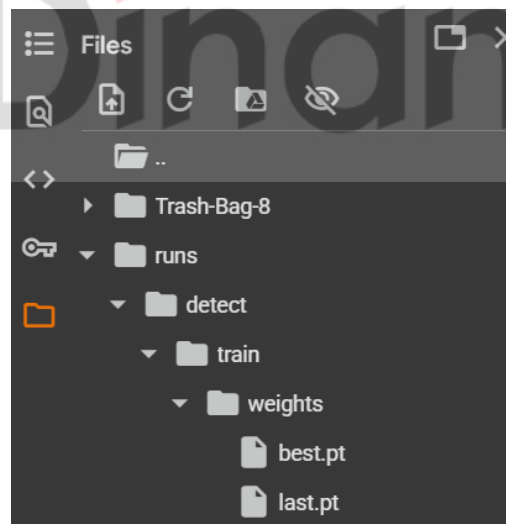 Files
..
Trash-Bag-8
runs
detect
train
weights
best.pt
last.pt